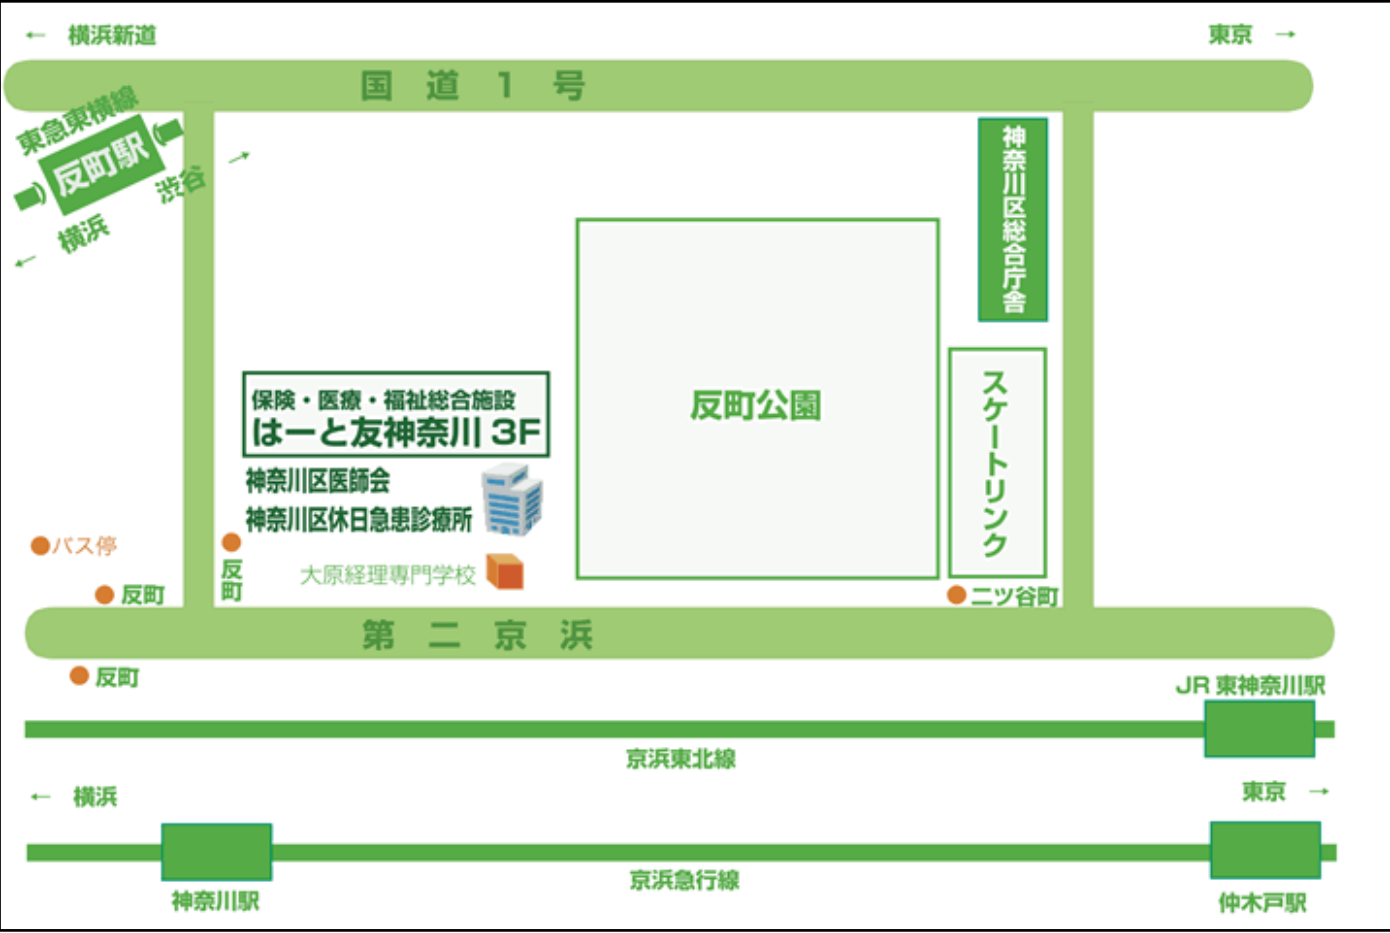 ← 横浜新道
東京 →
国道1号
東急東横線
反町駅
渋谷 →
← 横浜
神奈川区総合庁舎
反町公園
スケートリンク
保険・医療・福祉総合施設
はーと友神奈川 3F
神奈川区医師会
神奈川区休日急患診療所
大原経理専門学校
バス停
反町
反町
二ツ谷町
第二京浜
反町
JR 東神奈川駅
京浜東北線
← 横浜
東京 →
京浜急行線
神奈川駅
仲木戸駅